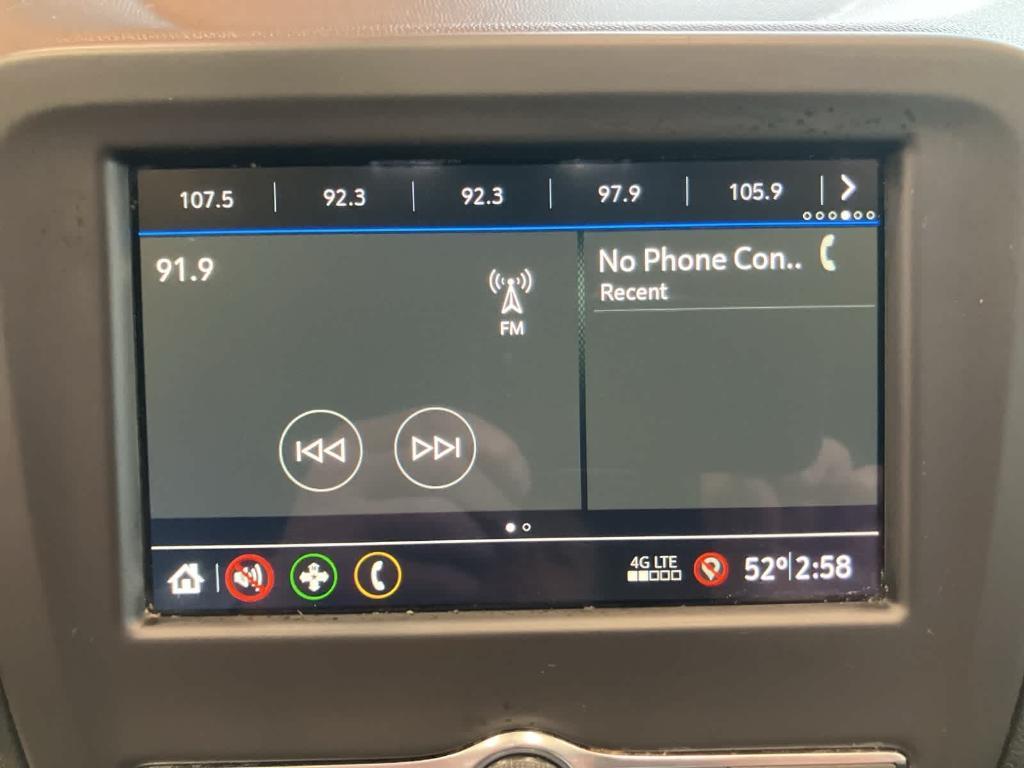 107.5 92.3 92.3 97.9 105.9
91.9
FM
No Phone Con..
Recent
4G LTE
52° 2:58